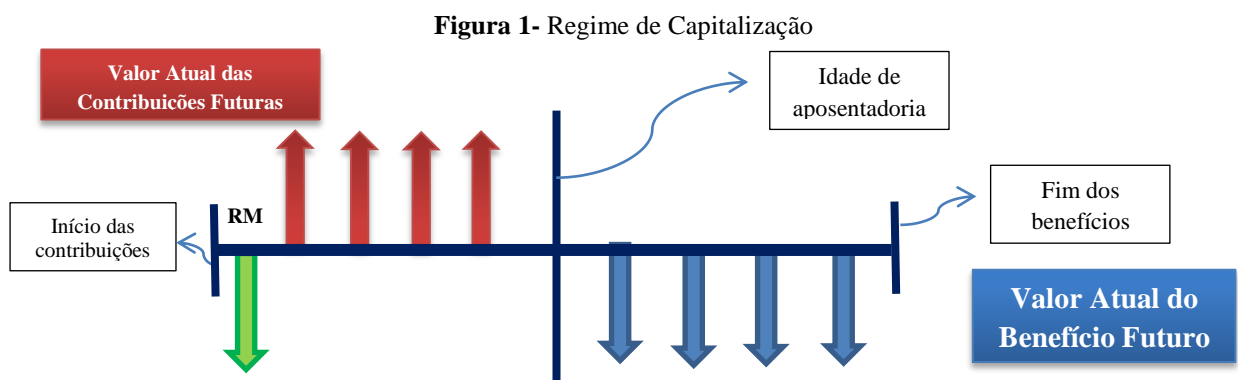 Figura 1- Regime de Capitalização
Valor Atual das
Contribuicões Futuras
Idade de
aposentadoria
RM
Início das
contribuições
Fim dos
benefícios
Valor Atual do
Benefício Futuro